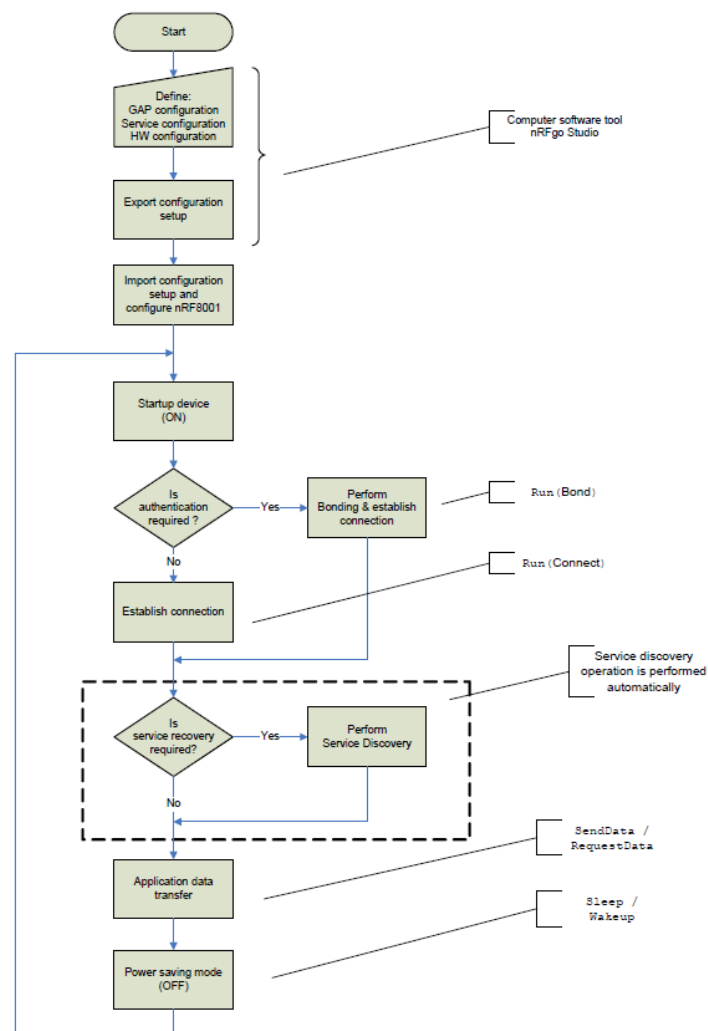 Start
Define:
GAP configuration
Service configuration
HW configuration
Computer software tool
nRFgo Studio
Export configuration
setup
Import configuration
setup and
configure nRF8001
Startup device
(ON)
Is
authentication
required ?
Yes
Perform
Bonding & establish
connection
Run(Bond)
No
Run(Connect)
Establish connection
Service discovery
operation is performed
automatically
Is
service recovery
required?
Yes
Perform
Service Discovery
No
SendData /
RequestData
Application data
transfer
Sleep /
Wakeup
Power saving mode
(OFF)